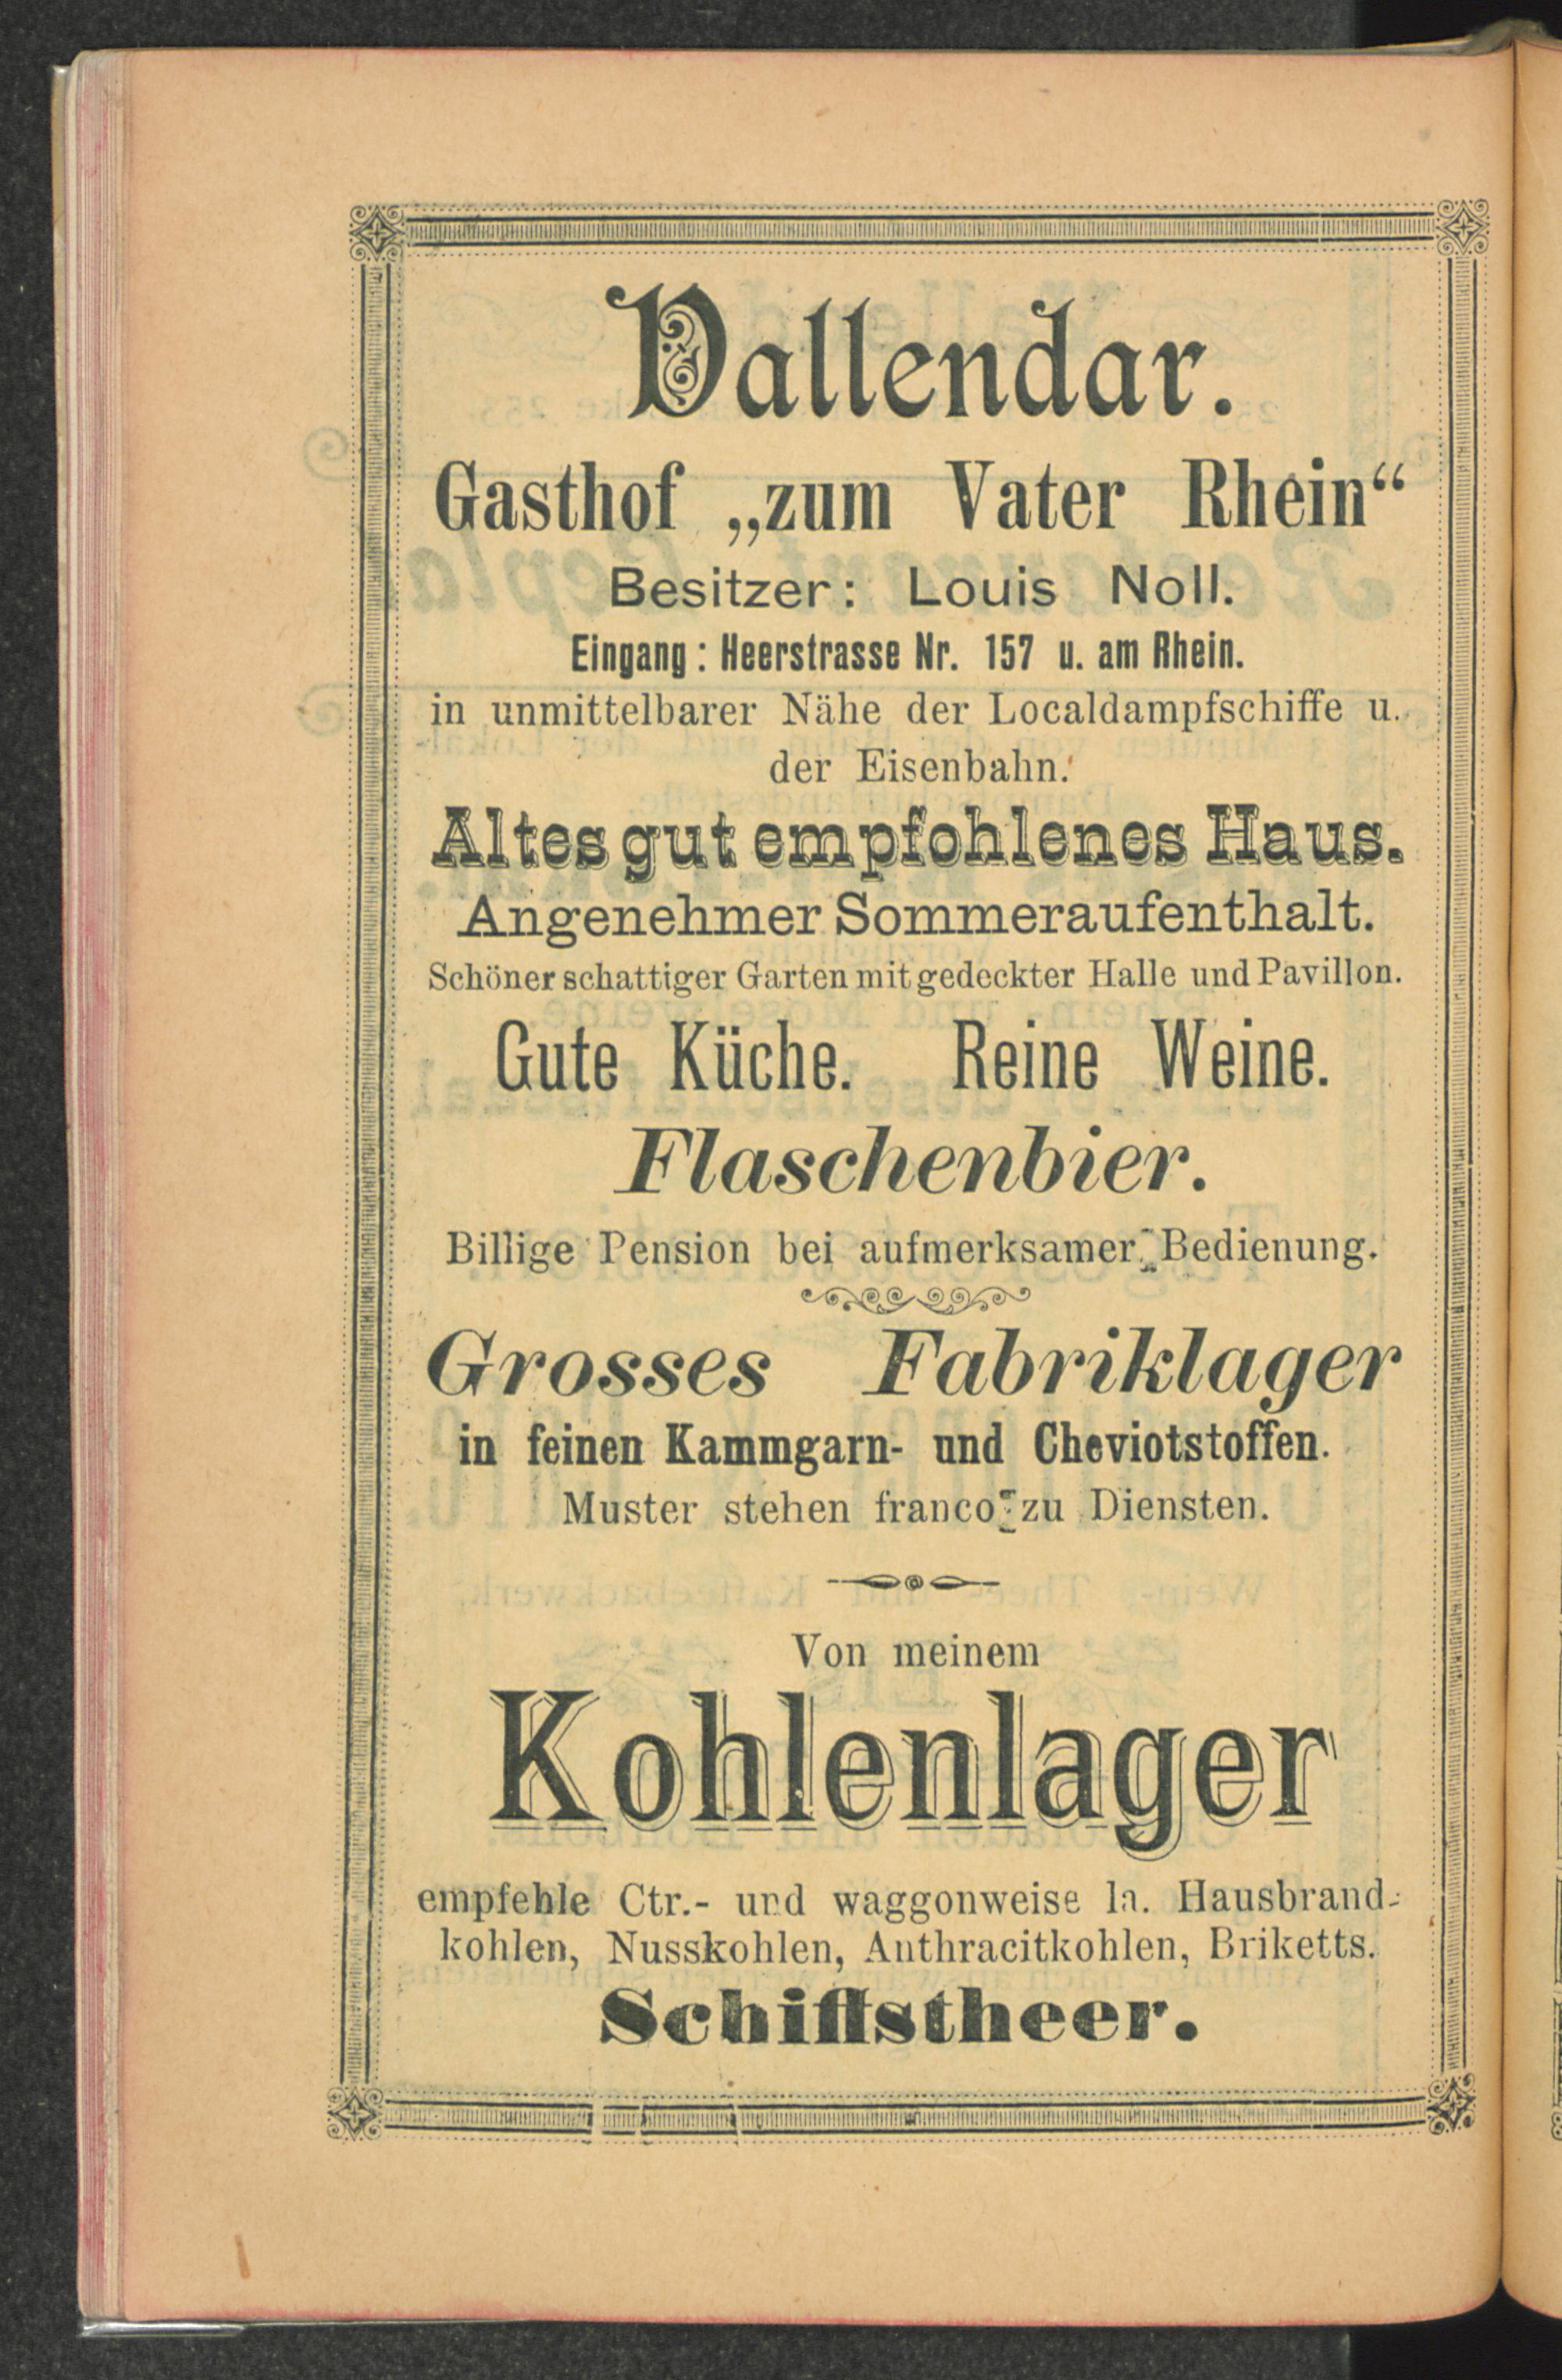 Vallendar.
Gasthof „zum Vater Rhein“
Besitzer: Louis Noll.
Eingang: Heerstrasse Nr. 157 u. am Rhein.
in unmittelbarer Nähe der Localdampfschiffe u.
der Eisenbahn.
Altes gut empfohlenes Haus.
Angenehmer Sommeraufenthalt.
Schöner schattiger Garten mit gedeckter Halle und Pavillon.
Gute Küche. Reine Weine.
Flaschenbier.
Billige Pension bei aufmerksamer Bedienung.
Grosses Fabriklager
in feinen Kammgarn- und Cheviotstoffen.
Muster stehen franco zu Diensten.
Von meinem
Kohlenlager
empfehle Ctr.- und waggonweise la. Hausbrand-
kohlen, Nusskohlen, Anthracitkohlen, Briketts.
Schiffstheer.